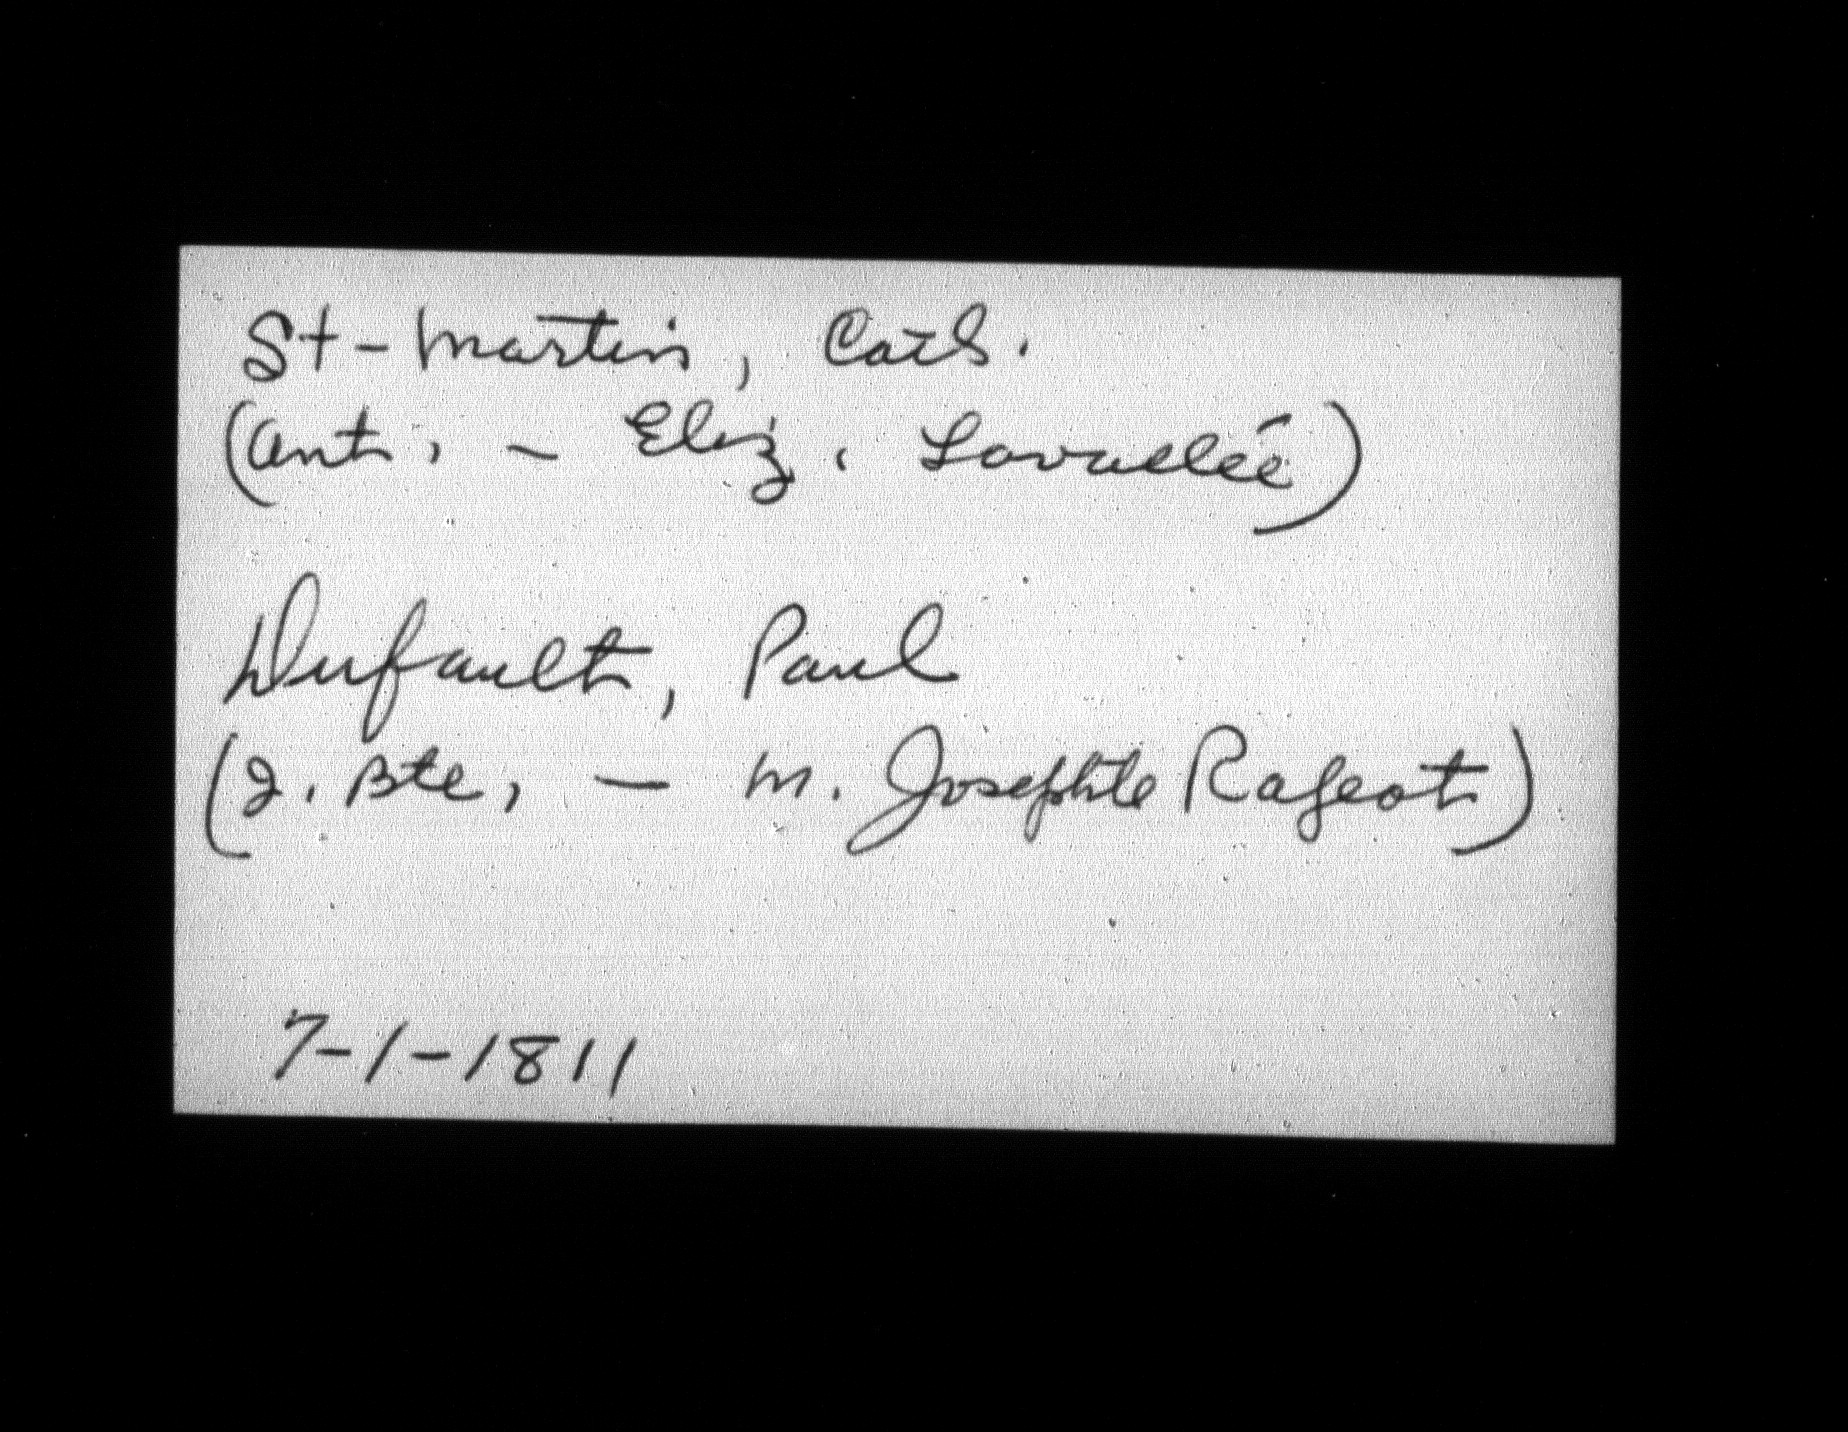 St-Martin, Cath.
(Ant. - Eliz. Lavallée)
Dufault, Paul
(J. Bte, - M. Josephte Rageot)
7-1-1811